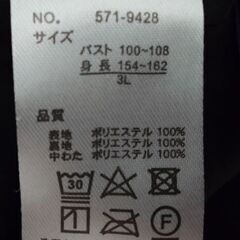 NO. 571-9428
サイズ
バスト 100~108
身長 154~162
3L
品質
表地 ポリエステル 100%
裏地 ポリエステル 100%
中わた ポリエステル 100%
30
F